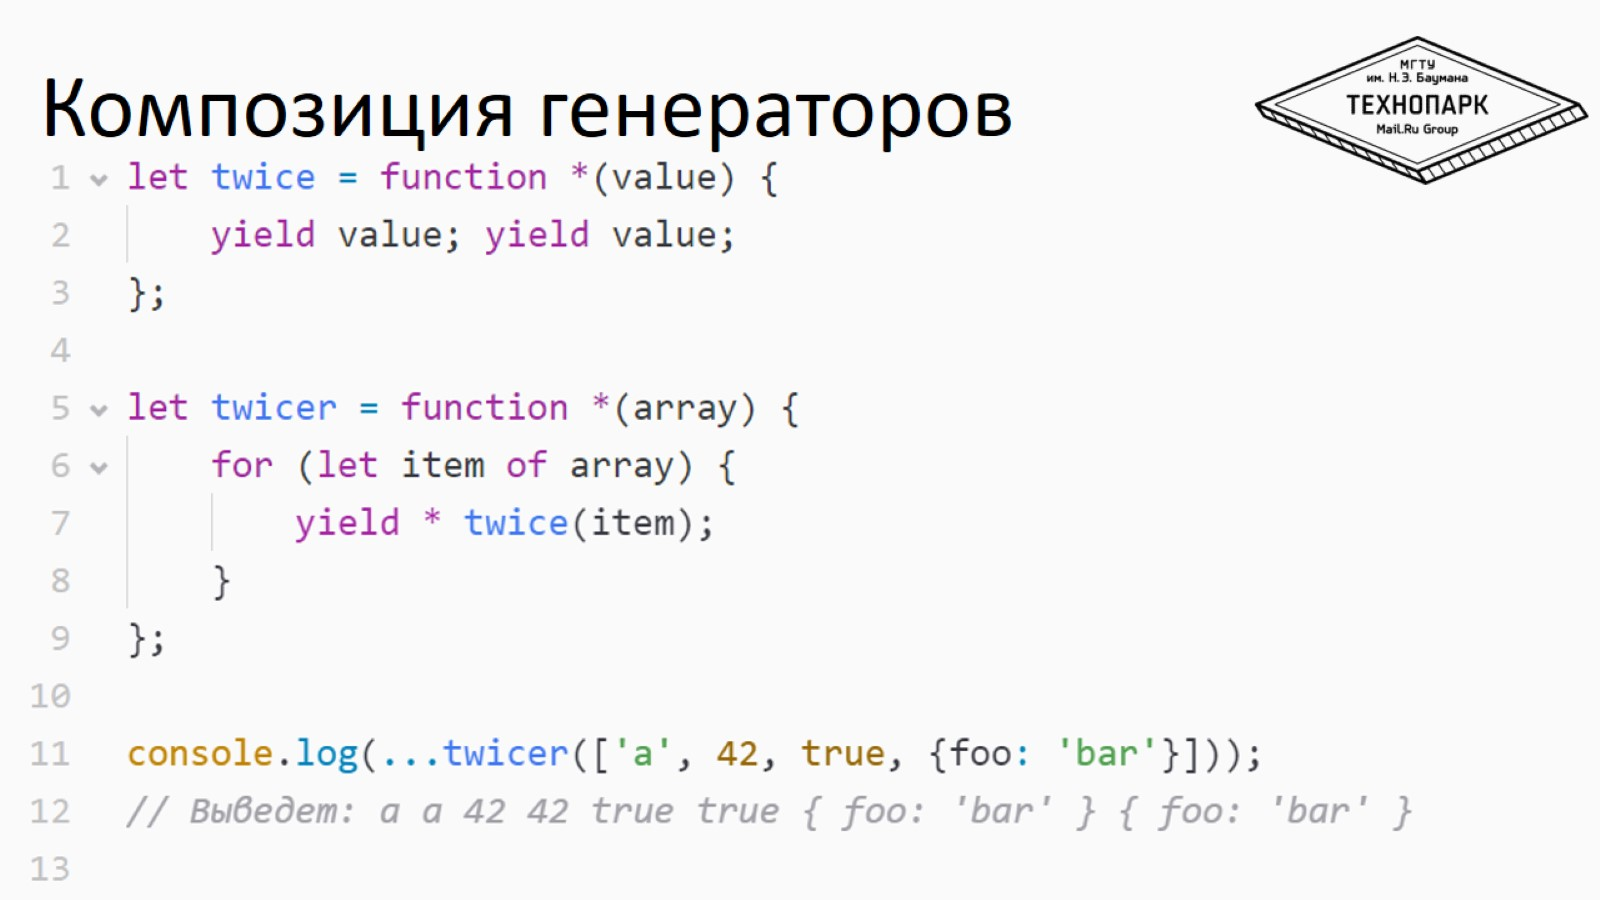 Композиция генераторов
МГТУ
им. Н.Э. Баумана
ТЕХНОПАРК
Mail.Ru Group
1 let twice = function *(value) {
2 yield value; yield value;
3 };
4
5 let twicer = function *(array) {
6 for (let item of array) {
7 yield * twice(item);
8 }
9 };
10
11 console.log(...twicer(['a', 42, true, {foo: 'bar'}]));
12 // Выведет: a a 42 42 true true { foo: 'bar' } { foo: 'bar' }
13